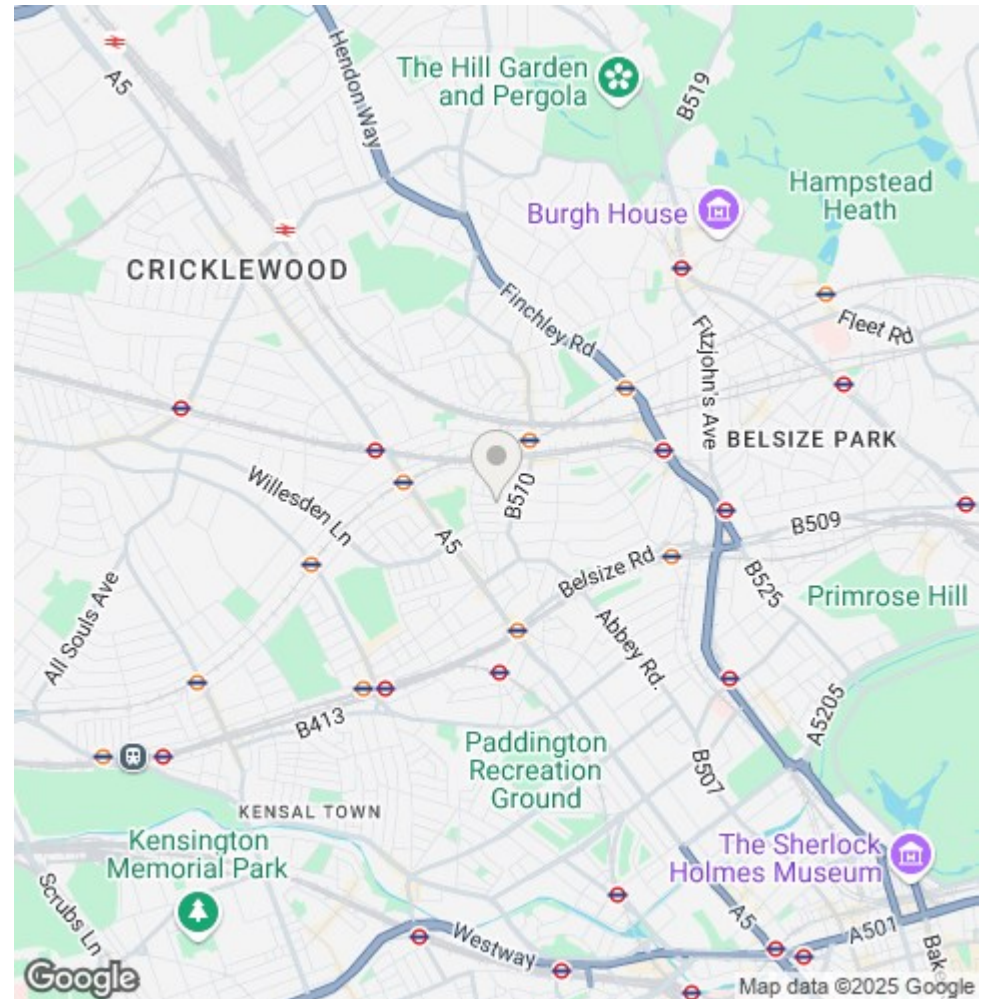 A5
Hendon Way
The Hill Garden
and Pergola
B519
Hampstead
Heath
Burgh House
CRICKLEWOOD
Finchley Rd
Fleet Rd
Fitzjohn's Ave
BELSIZE PARK
Willesden Ln
B510
A5
B509
Belsize Rd
B525
Primrose Hill
All Souls Ave
Abbey Rd.
A5205
B413
Paddington
Recreation
Ground
B507
KENSAL TOWN
Kensington
Memorial Park
The Sherlock
Holmes Museum
Scrubs Ln
Westway
A5
A501
Bake
Google
Map data ©2025 Google